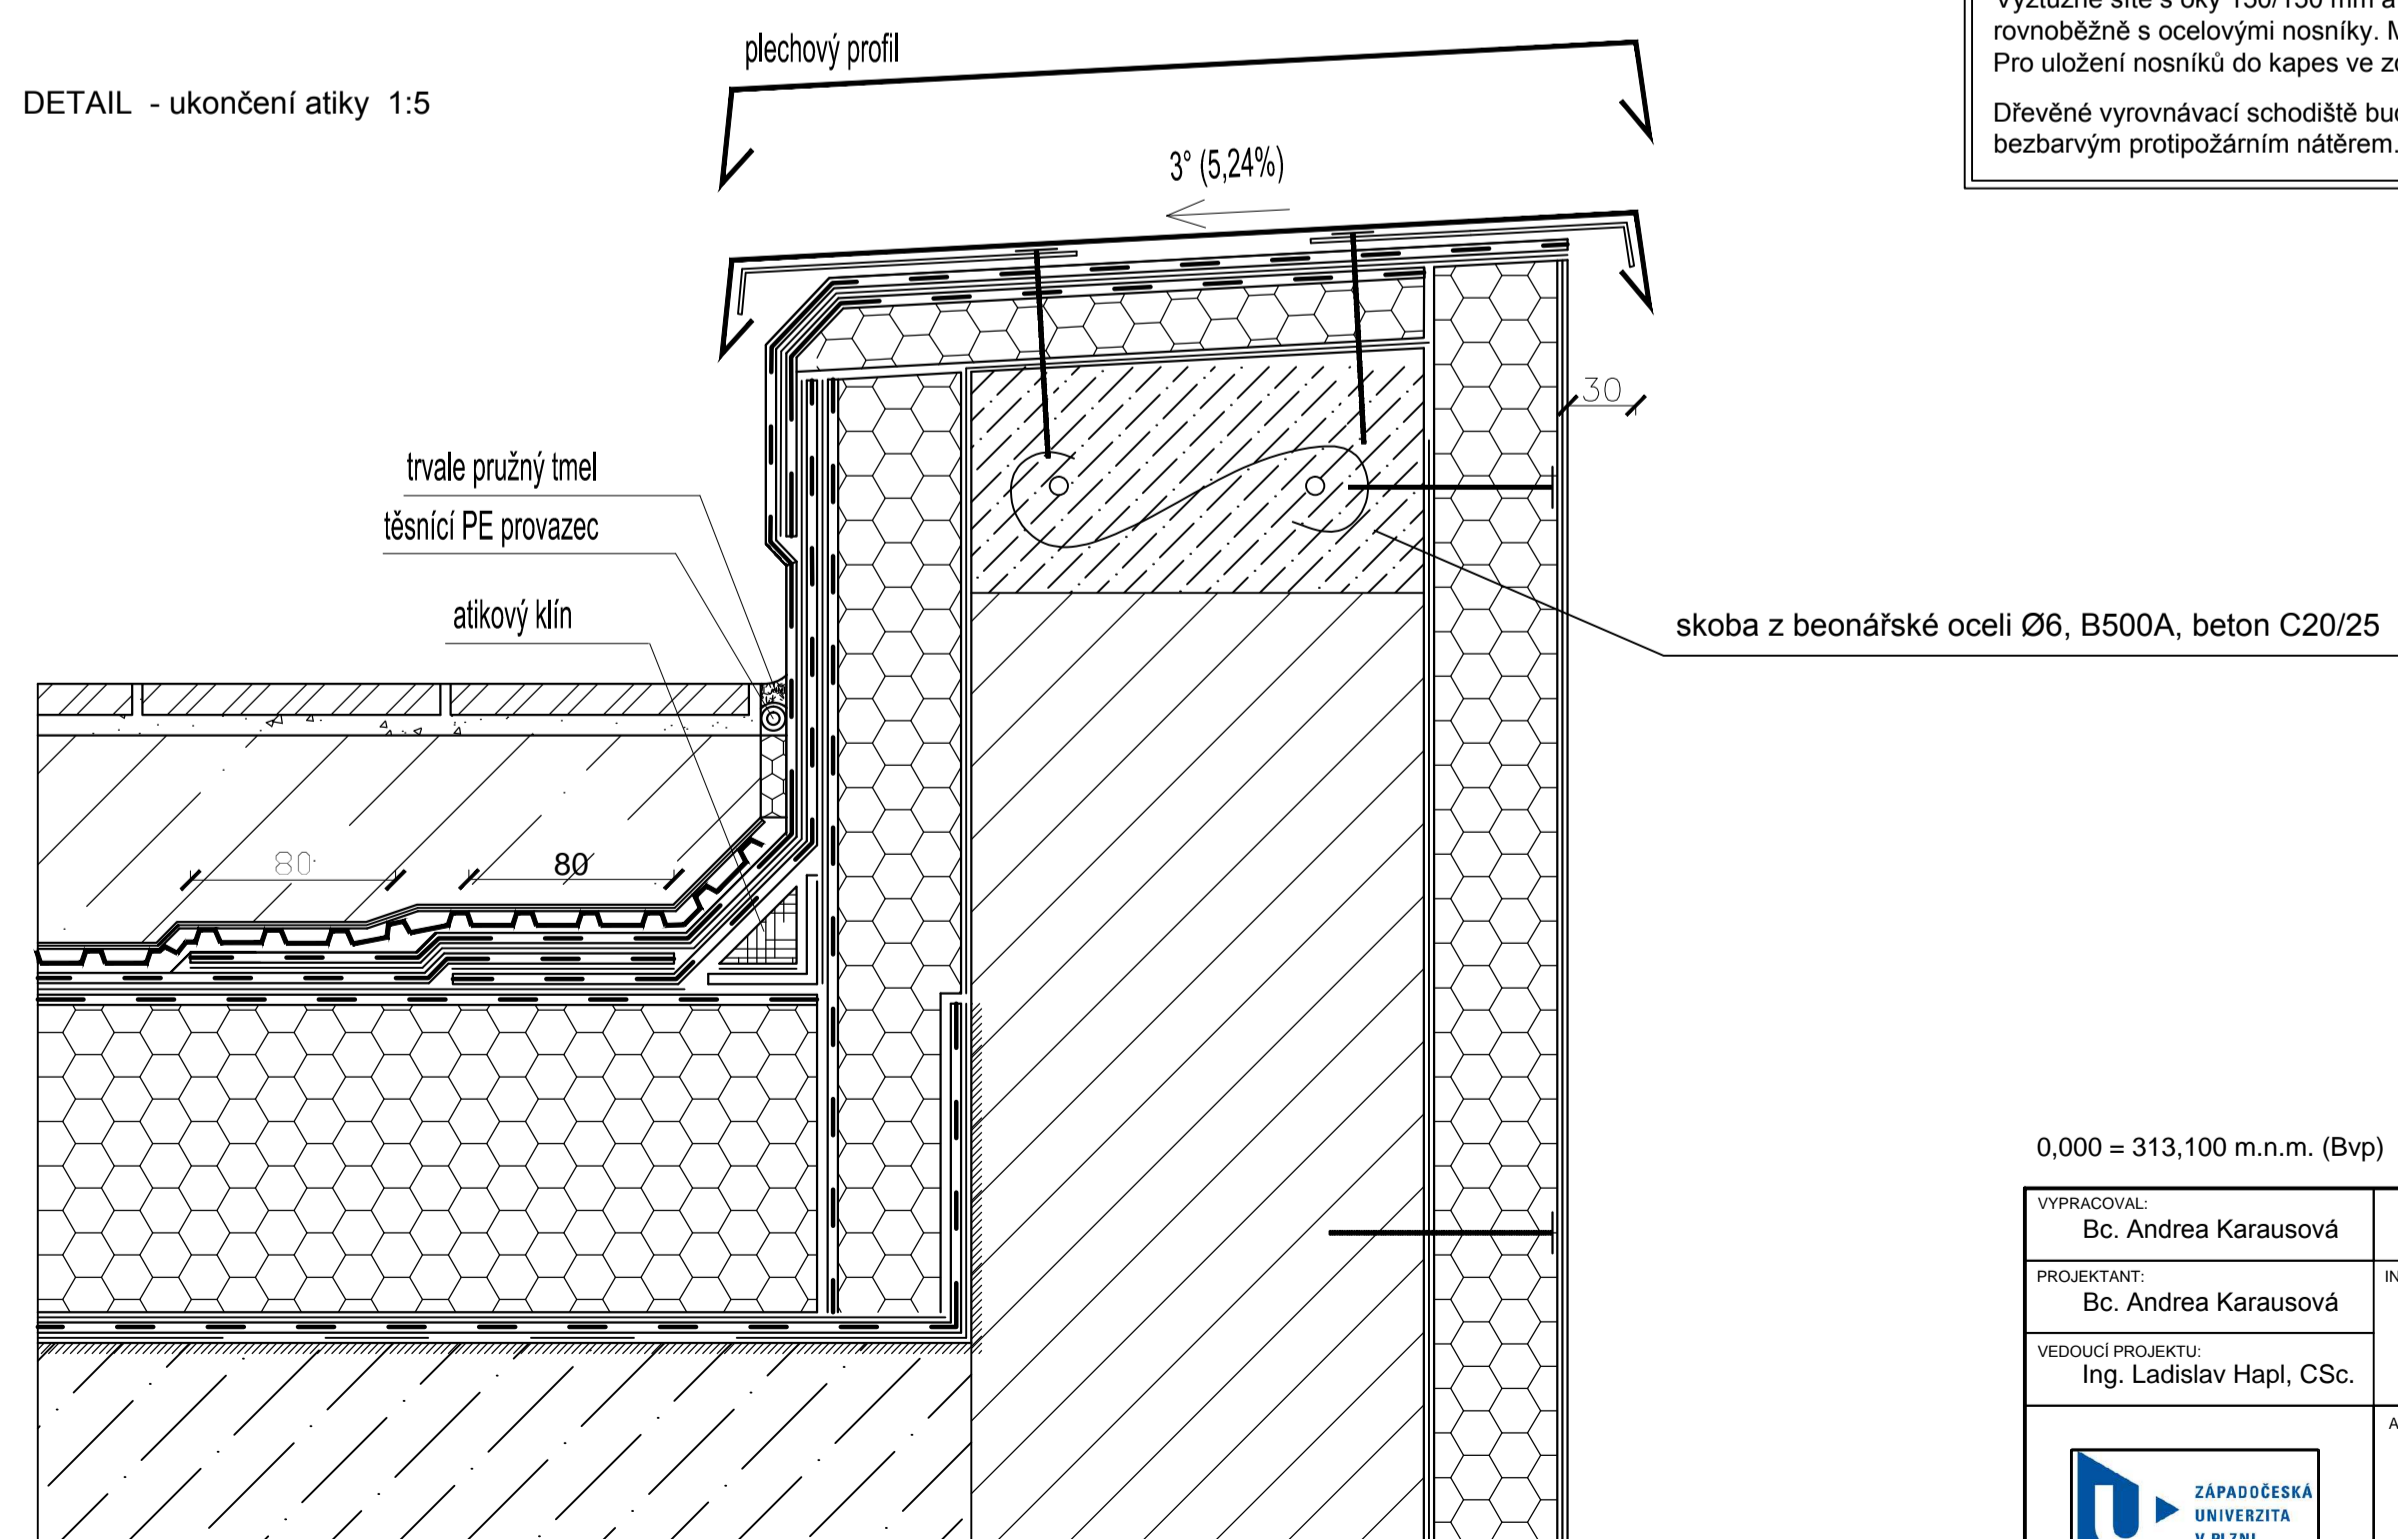 Výztužné sítě s oky 150/150 mm a
rovnoběžně s ocelovými nosníky. M
Pro uložení nosníků do kapes ve
Dřevěné vyrovnávací schodiště
bezbarvým protipožárním nátěrem.
plechový profil
DETAIL - ukončení atiky 1:5
3° (5,24%)
30
trvale pružný tmel
těsnící PE provazec
atikový klín
skoba z beonářské oceli Ø6, B500A, beton C20/25
80
80
0,000 = 313,100 m.n.m. (Bvp)
VYPRACOVAL:
Bc. Andrea Karausová
PROJEKTANT:
Bc. Andrea Karausová
IN
VEDOUCÍ PROJEKTU:
Ing. Ladislav Hapl, CSc.
A
ZÁPADOČESKÁ
UNIVERZITA
V PLZNI